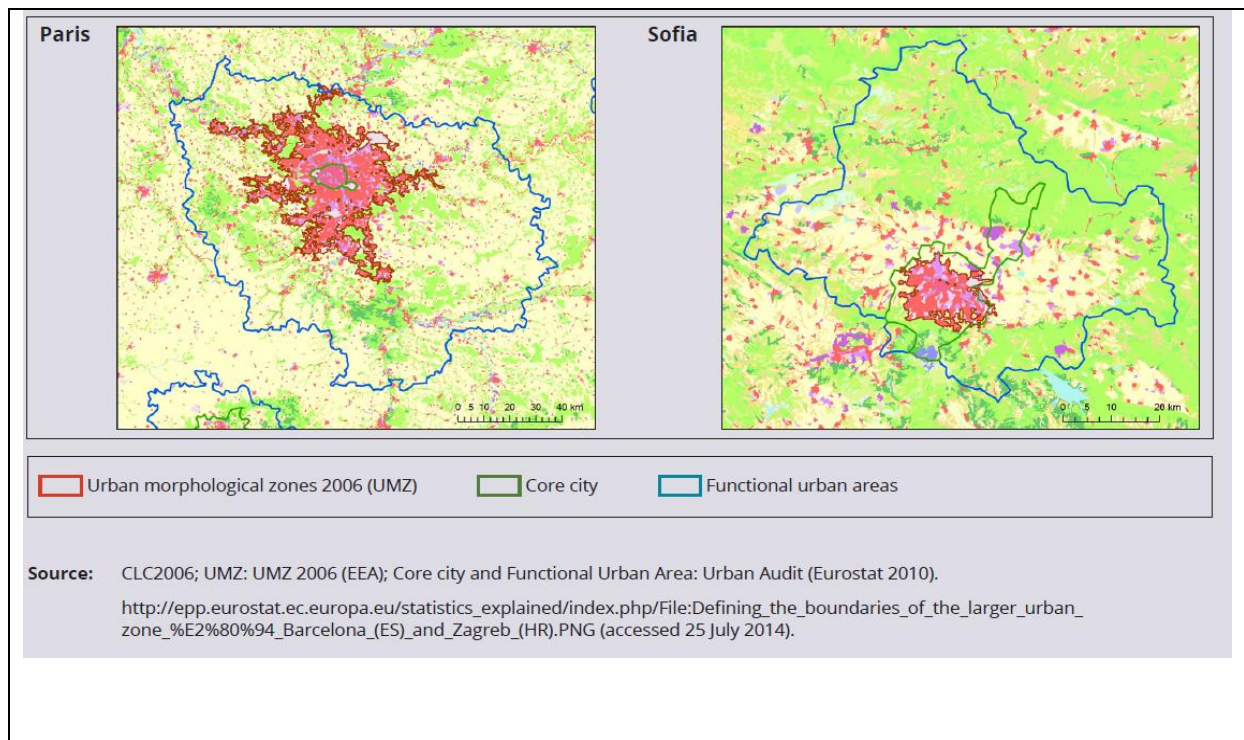 Paris
Sofia
0 5 10 20 30 40 km
0 5 10 20 km
Urban morphological zones 2006 (UMZ)
Core city
Functional urban areas
Source: CLC2006; UMZ: UMZ 2006 (EEA); Core city and Functional Urban Area: Urban Audit (Eurostat 2010).
http://epp.eurostat.ec.europa.eu/statistics_explained/index.php/File:Defining_the_boundaries_of_the_larger_urban_
zone_%E2%80%94_Barcelona_(ES)_and_Zagreb_(HR).PNG (accessed 25 July 2014).